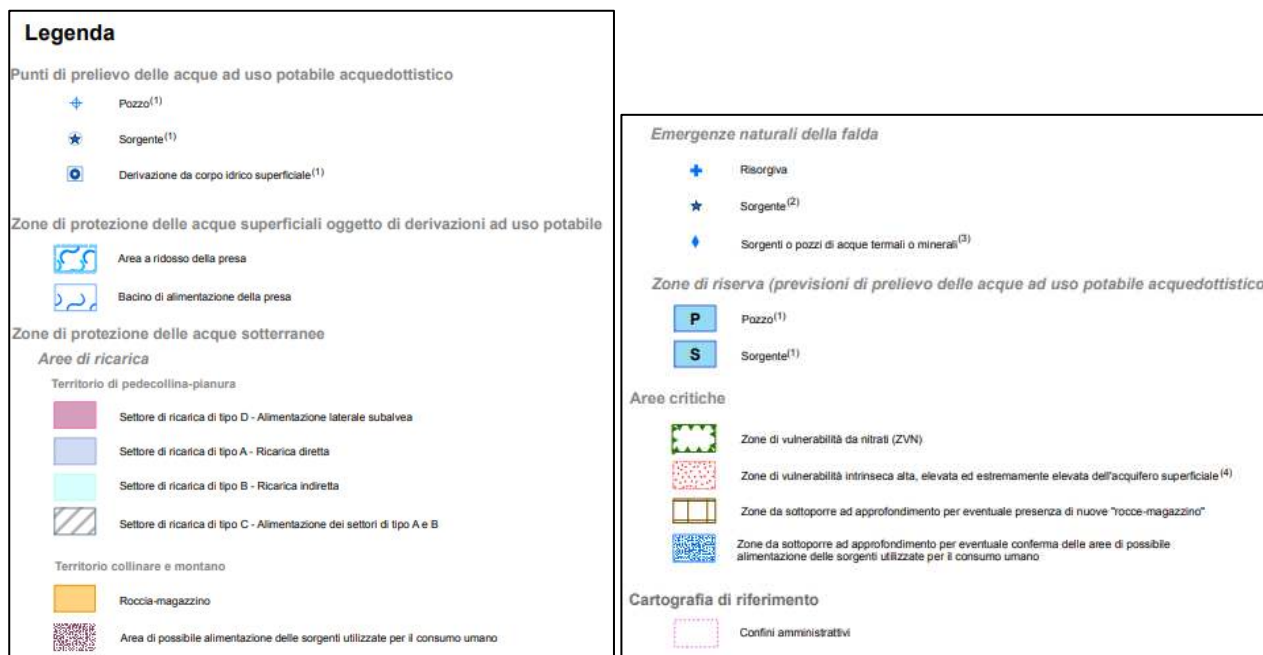 Legenda
Punti di prelievo delle acque ad uso potabile acquedottistico
Pozzo(1)
Sorgente(1)
Derivazione da corpo idrico superficiale(1)
Zone di protezione delle acque superficiali oggetto di derivazioni ad uso potabile
Area a ridosso della presa
Bacino di alimentazione della presa
Zone di protezione delle acque sotterranee
Aree di ricarica
Territorio di pedecollina-pianura
Settore di ricarica di tipo D - Alimentazione laterale subalvea
Settore di ricarica di tipo A - Ricarica diretta
Settore di ricarica di tipo B - Ricarica indiretta
Settore di ricarica di tipo C - Alimentazione dei settori di tipo A e B
Territorio collinare e montano
Roccia-magazzino
Area di possibile alimentazione delle sorgenti utilizzate per il consumo umano
Emergenze naturali della falda
Risorgiva
Sorgente(2)
Sorgenti o pozzi di acque termali o minerali(3)
Zone di riserva (previsioni di prelievo delle acque ad uso potabile acquedottistico
P Pozzo(1)
S Sorgente(1)
Aree critiche
Zone di vulnerabilità da nitrati (ZVN)
Zone di vulnerabilità intrinseca alta, elevata ed estremamente elevata dell'acquifero superficiale(4)
Zone da sottoporre ad approfondimento per eventuale presenza di nuove "rocce-magazzino"
Zone da sottoporre ad approfondimento per eventuale conferma delle aree di possibile
alimentazione delle sorgenti utilizzate per il consumo umano
Cartografia di riferimento
Confini amministrativi